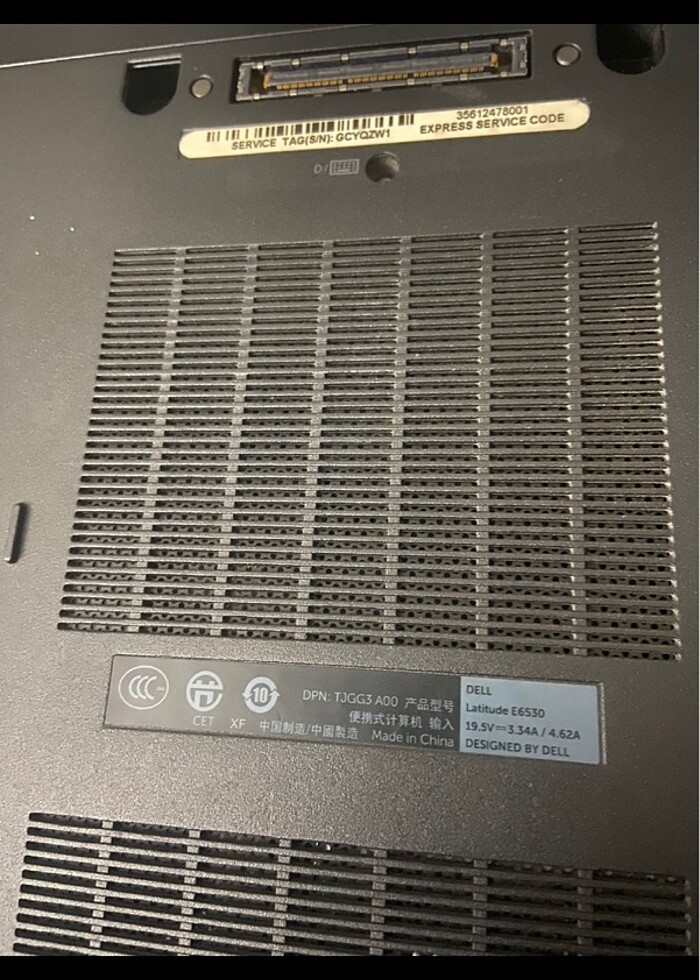 35612478001
SERVICE TAG(S/N): GCYQZW1 EXPRESS SERVICE CODE
D/
CCC
10
CET XF
DPN: TJGG3 A00 产品型号
便携式计算机 输入
中国制造/中國製造 Made in China
DELL
Latitude E6530
19.5V⎓3.34A / 4.62A
DESIGNED BY DELL